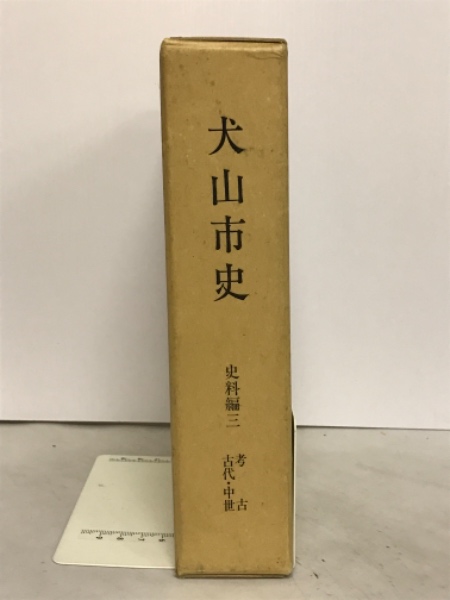 犬山市史
史料編三
考古
古代・中世